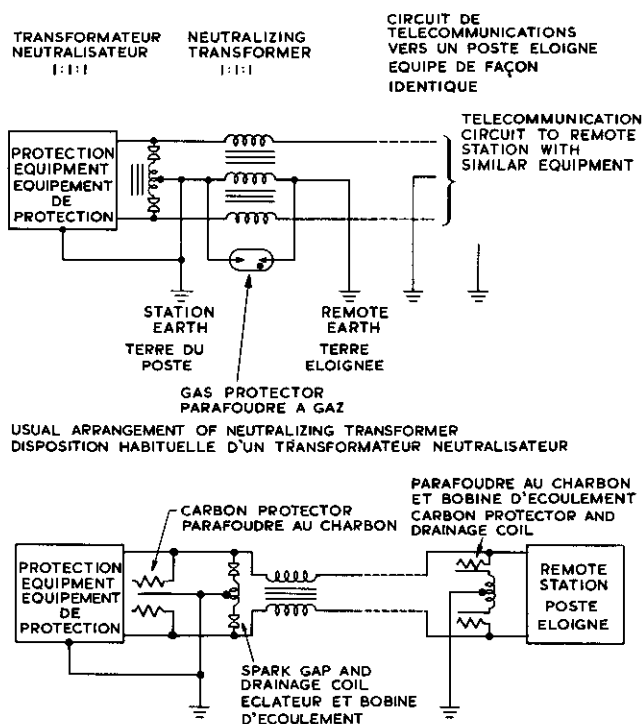 TRANSFORMATEUR
NEUTRALISATEUR
1:1:1
NEUTRALIZING
TRANSFORMER
1:1:1
CIRCUIT DE
TELECOMMUNICATIONS
VERS UN POSTE ELOIGNE
EQUIPE DE FAÇON
IDENTIQUE
TELECOMMUNICATION
CIRCUIT TO REMOTE
STATION WITH
SIMILAR EQUIPMENT
PROTECTION
EQUIPMENT
EQUIPEMENT
DE
PROTECTION
STATION
EARTH
TERRE DU
POSTE
REMOTE
EARTH
TERRE
ELOIGNEE
GAS PROTECTOR
PARAFOUDRE A GAZ
USUAL ARRANGEMENT OF NEUTRALIZING TRANSFORMER
DISPOSITION HABITUELLE D'UN TRANSFORMATEUR NEUTRALISATEUR
CARBON PROTECTOR
PARAFOUDRE AU CHARBON
PARAFOUDRE AU CHARBON
ET BOBINE D'ECOULEMENT
CARBON PROTECTOR AND
DRAINAGE COIL
PROTECTION
EQUIPMENT
EQUIPEMENT
DE
PROTECTION
REMOTE
STATION
POSTE
ELOIGNE
SPARK GAP AND
DRAINAGE COIL
ECLATEUR ET BOBINE
D'ECOULEMENT